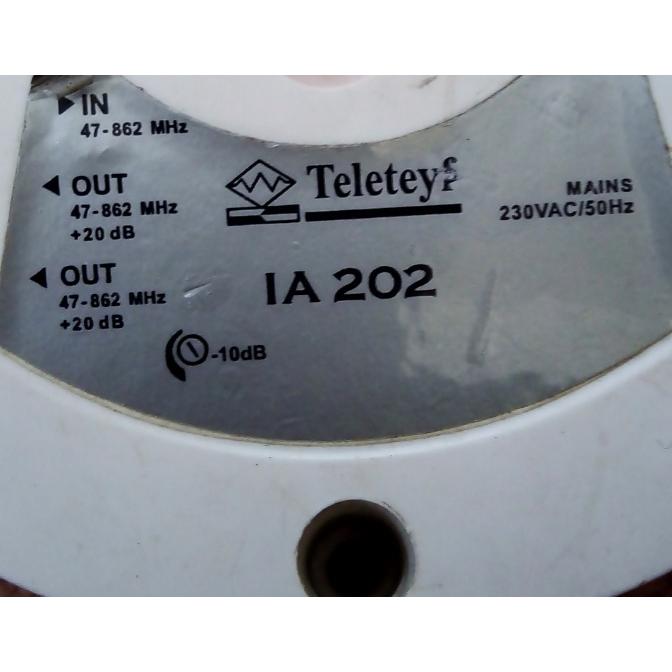 IN
47-862 MHz
OUT
47-862 MHz
+20 dB
OUT
47-862 MHz
+20 dB
-10dB
IA 202
MAINS
230VAC/50Hz